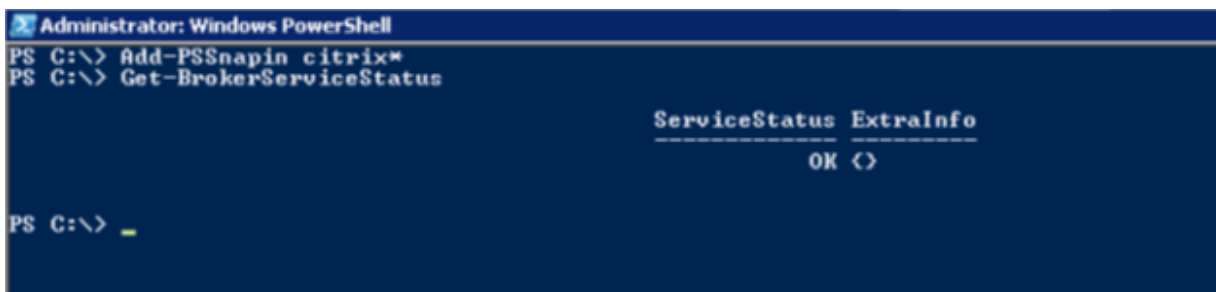 Administrator: Windows PowerShell
PS C:\> Add-PSSnapin citrix*
PS C:\> Get-BrokerServiceStatus
ServiceStatus ExtraInfo
------------- ---------
OK {}
PS C:\> _